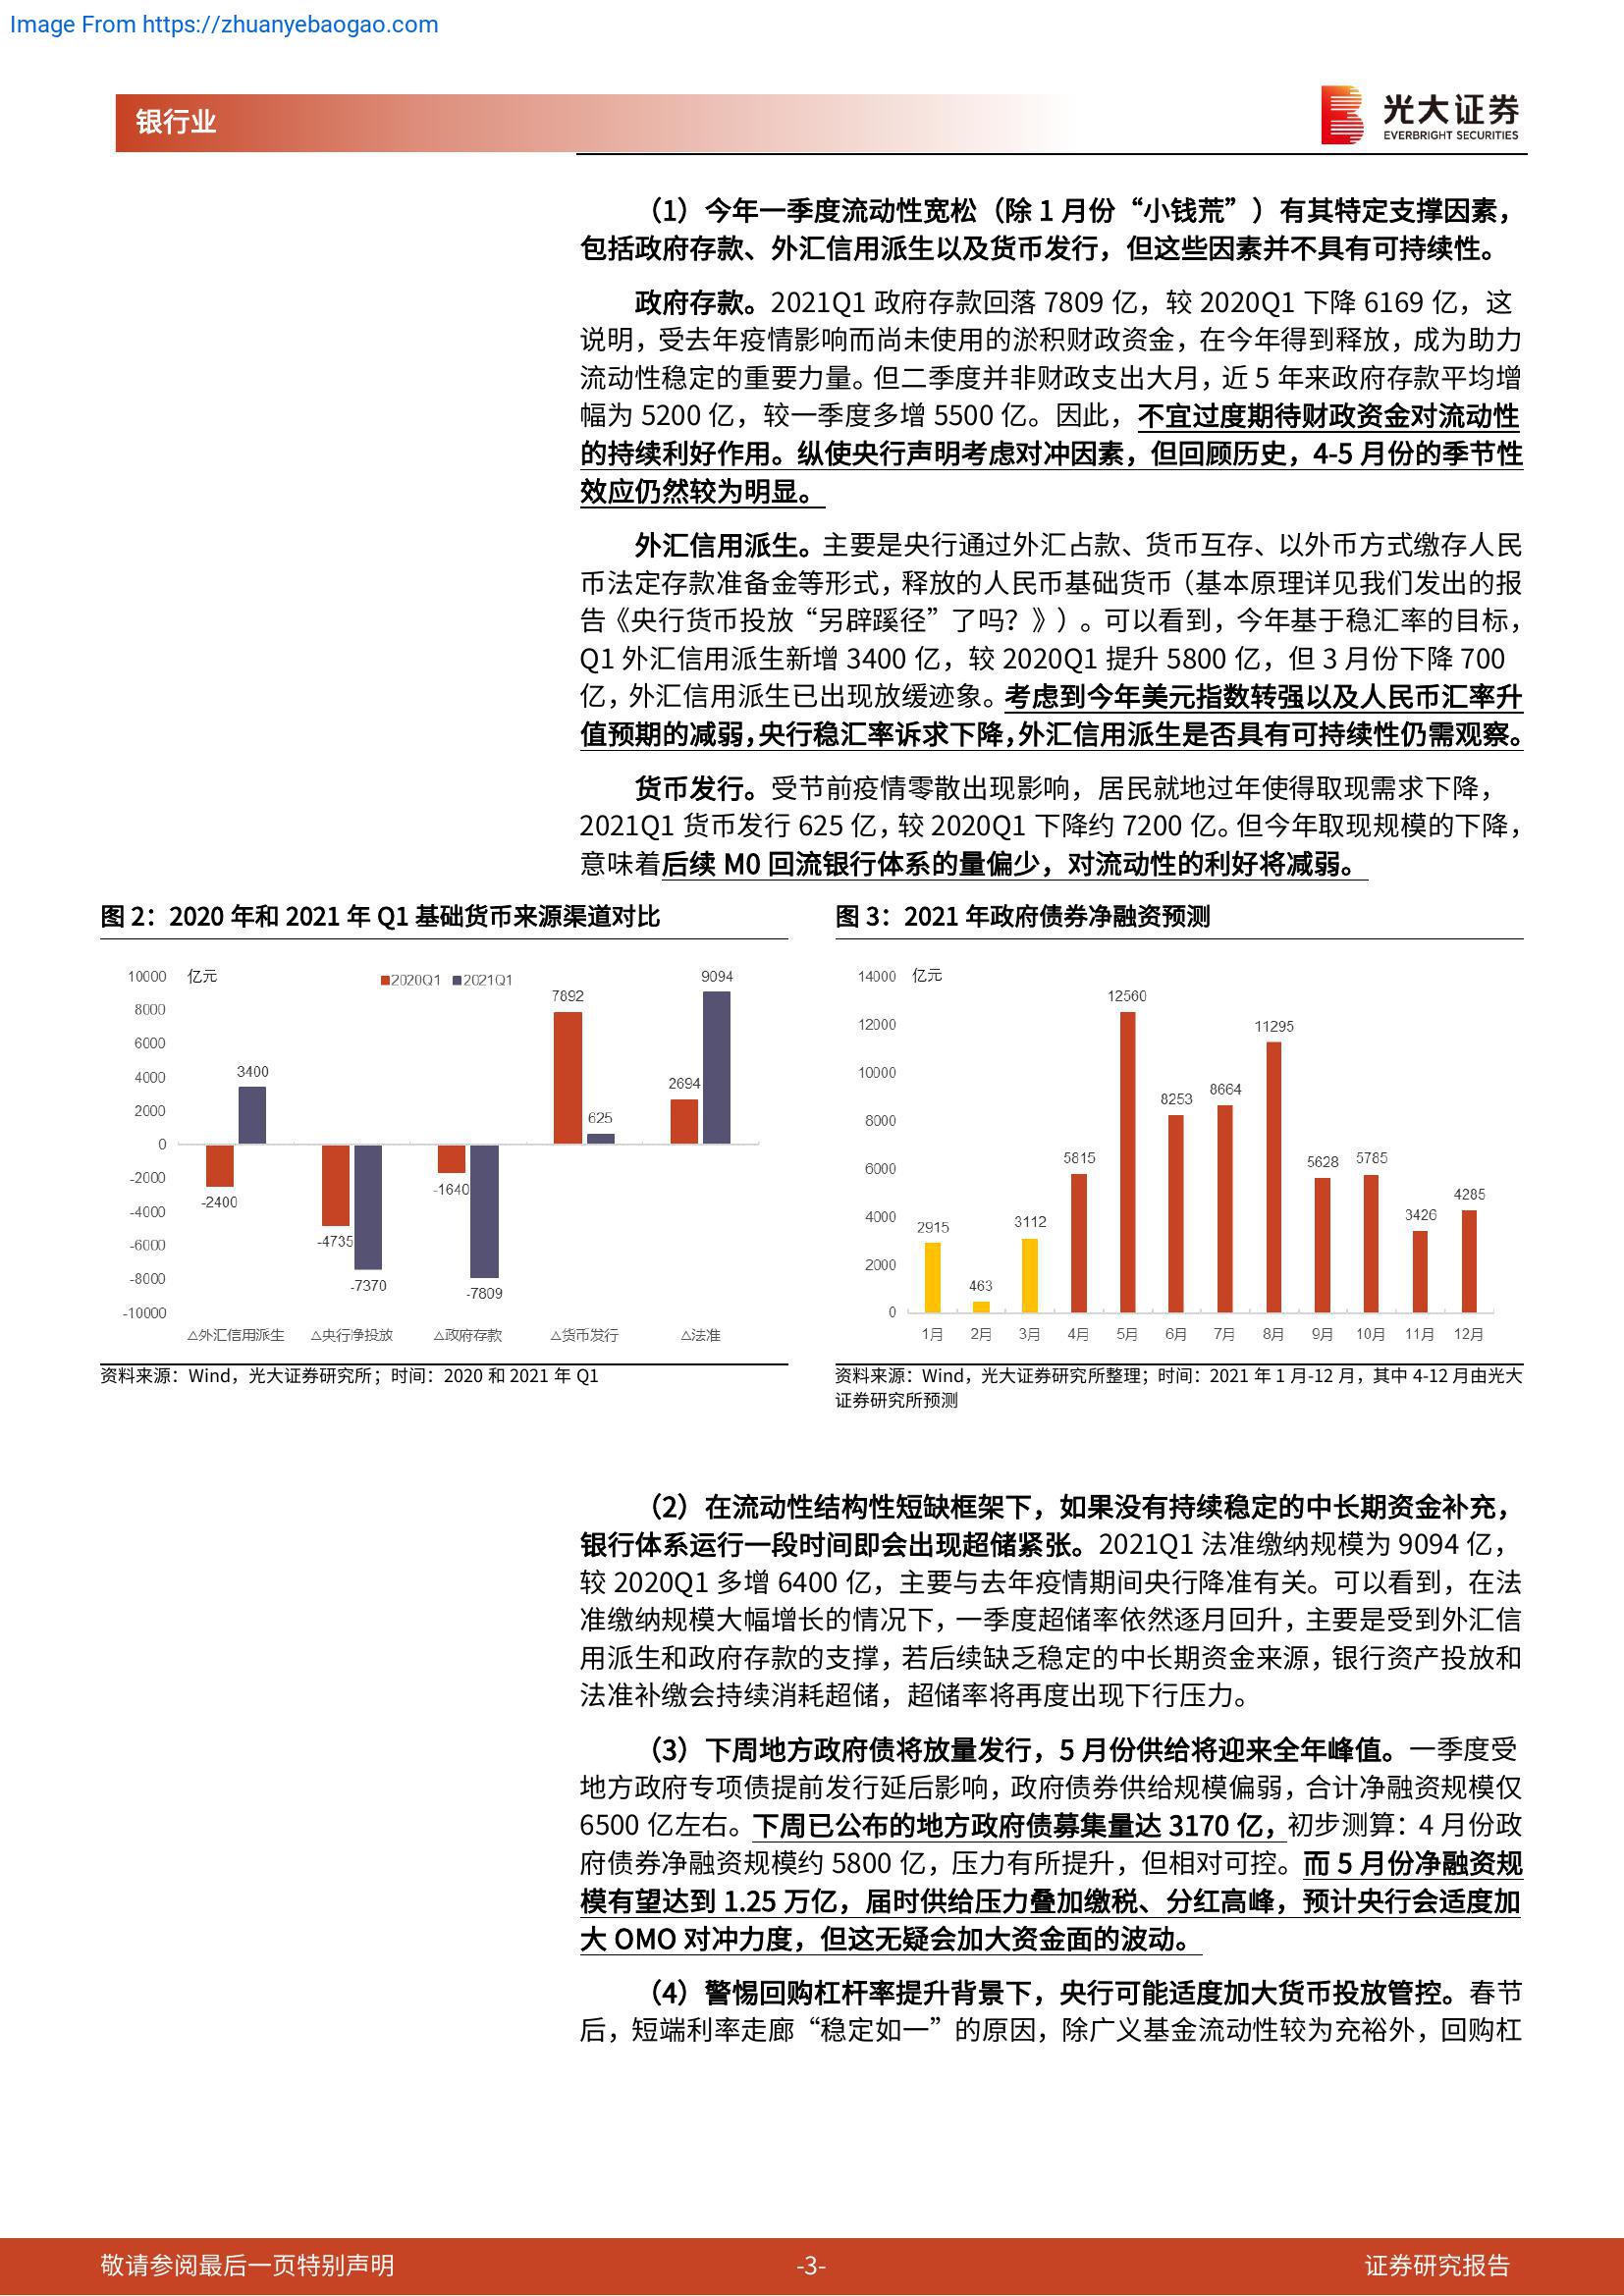 Image From https://zhuanyebaogao.com
银行业
光大证券
EVERBRIGHT SECURITIES
（1）今年一季度流动性宽松（除 1 月份“小钱荒”）有其特定支撑因素，
包括政府存款、外汇信用派生以及货币发行，但这些因素并不具有可持续性。
政府存款。2021Q1 政府存款回落 7809 亿，较 2020Q1 下降 6169 亿，这
说明，受去年疫情影响而尚未使用的淤积财政资金，在今年得到释放，成为助力
流动性稳定的重要力量。但二季度并非财政支出大月，近 5 年来政府存款平均增
幅为 5200 亿，较一季度多增 5500 亿。因此，不宜过度期待财政资金对流动性
的持续利好作用。纵使央行声明考虑对冲因素，但回顾历史，4-5 月份的季节性
效应仍然较为明显。
外汇信用派生。主要是央行通过外汇占款、货币互存、以外币方式缴存人民
币法定存款准备金等形式，释放的人民币基础货币（基本原理详见我们发出的报
告《央行货币投放“另辟蹊径”了吗？》）。可以看到，今年基于稳汇率的目标，
Q1 外汇信用派生新增 3400 亿，较 2020Q1 提升 5800 亿，但 3 月份下降 700
亿，外汇信用派生已出现放缓迹象。考虑到今年美元指数转强以及人民币汇率升
值预期的减弱，央行稳汇率诉求下降，外汇信用派生是否具有可持续性仍需观察。
货币发行。受节前疫情零散出现影响，居民就地过年使得取现需求下降，
2021Q1 货币发行 625 亿，较 2020Q1 下降约 7200 亿。但今年取现规模的下降，
意味着后续 M0 回流银行体系的量偏少，对流动性的利好将减弱。
图 2：2020 年和 2021 年 Q1 基础货币来源渠道对比
亿元
2020Q1 2021Q1
10000
8000
6000
4000
2000
0
-2000
-4000
-6000
-8000
-10000
-2400
3400
-4735
-7370
-1640
-7809
7892
625
2694
9094
△外汇信用派生 △央行净投放 △政府存款 △货币发行 △法准
资料来源：Wind，光大证券研究所；时间：2020 和 2021 年 Q1
图 3：2021 年政府债券净融资预测
亿元
14000
12000
10000
8000
6000
4000
2000
0
2915
463
3112
5815
12560
8253
8664
11295
5628
5785
3426
4285
1月 2月 3月 4月 5月 6月 7月 8月 9月 10月 11月 12月
资料来源：Wind，光大证券研究所整理；时间：2021 年 1 月-12 月，其中 4-12 月由光大
证券研究所预测
（2）在流动性结构性短缺框架下，如果没有持续稳定的中长期资金补充，
银行体系运行一段时间即会出现超储紧张。2021Q1 法准缴纳规模为 9094 亿，
较 2020Q1 多增 6400 亿，主要与去年疫情期间央行降准有关。可以看到，在法
准缴纳规模大幅增长的情况下，一季度超储率依然逐月回升，主要是受到外汇信
用派生和政府存款的支撑，若后续缺乏稳定的中长期资金来源，银行资产投放和
法准补缴会持续消耗超储，超储率将再度出现下行压力。
（3）下周地方政府债将放量发行，5 月份供给将迎来全年峰值。一季度受
地方政府专项债提前发行延后影响，政府债券供给规模偏弱，合计净融资规模仅
6500 亿左右。下周已公布的地方政府债募集量达 3170 亿，初步测算：4 月份政
府债券净融资规模约 5800 亿，压力有所提升，但相对可控。而 5 月份净融资规
模有望达到 1.25 万亿，届时供给压力叠加缴税、分红高峰，预计央行会适度加
大 OMO 对冲力度，但这无疑会加大资金面的波动。
（4）警惕回购杠杆率提升背景下，央行可能适度加大货币投放管控。春节
后，短端利率走廊“稳定如一”的原因，除广义基金流动性较为充裕外，回购杠
敬请参阅最后一页特别声明
-3-
证券研究报告